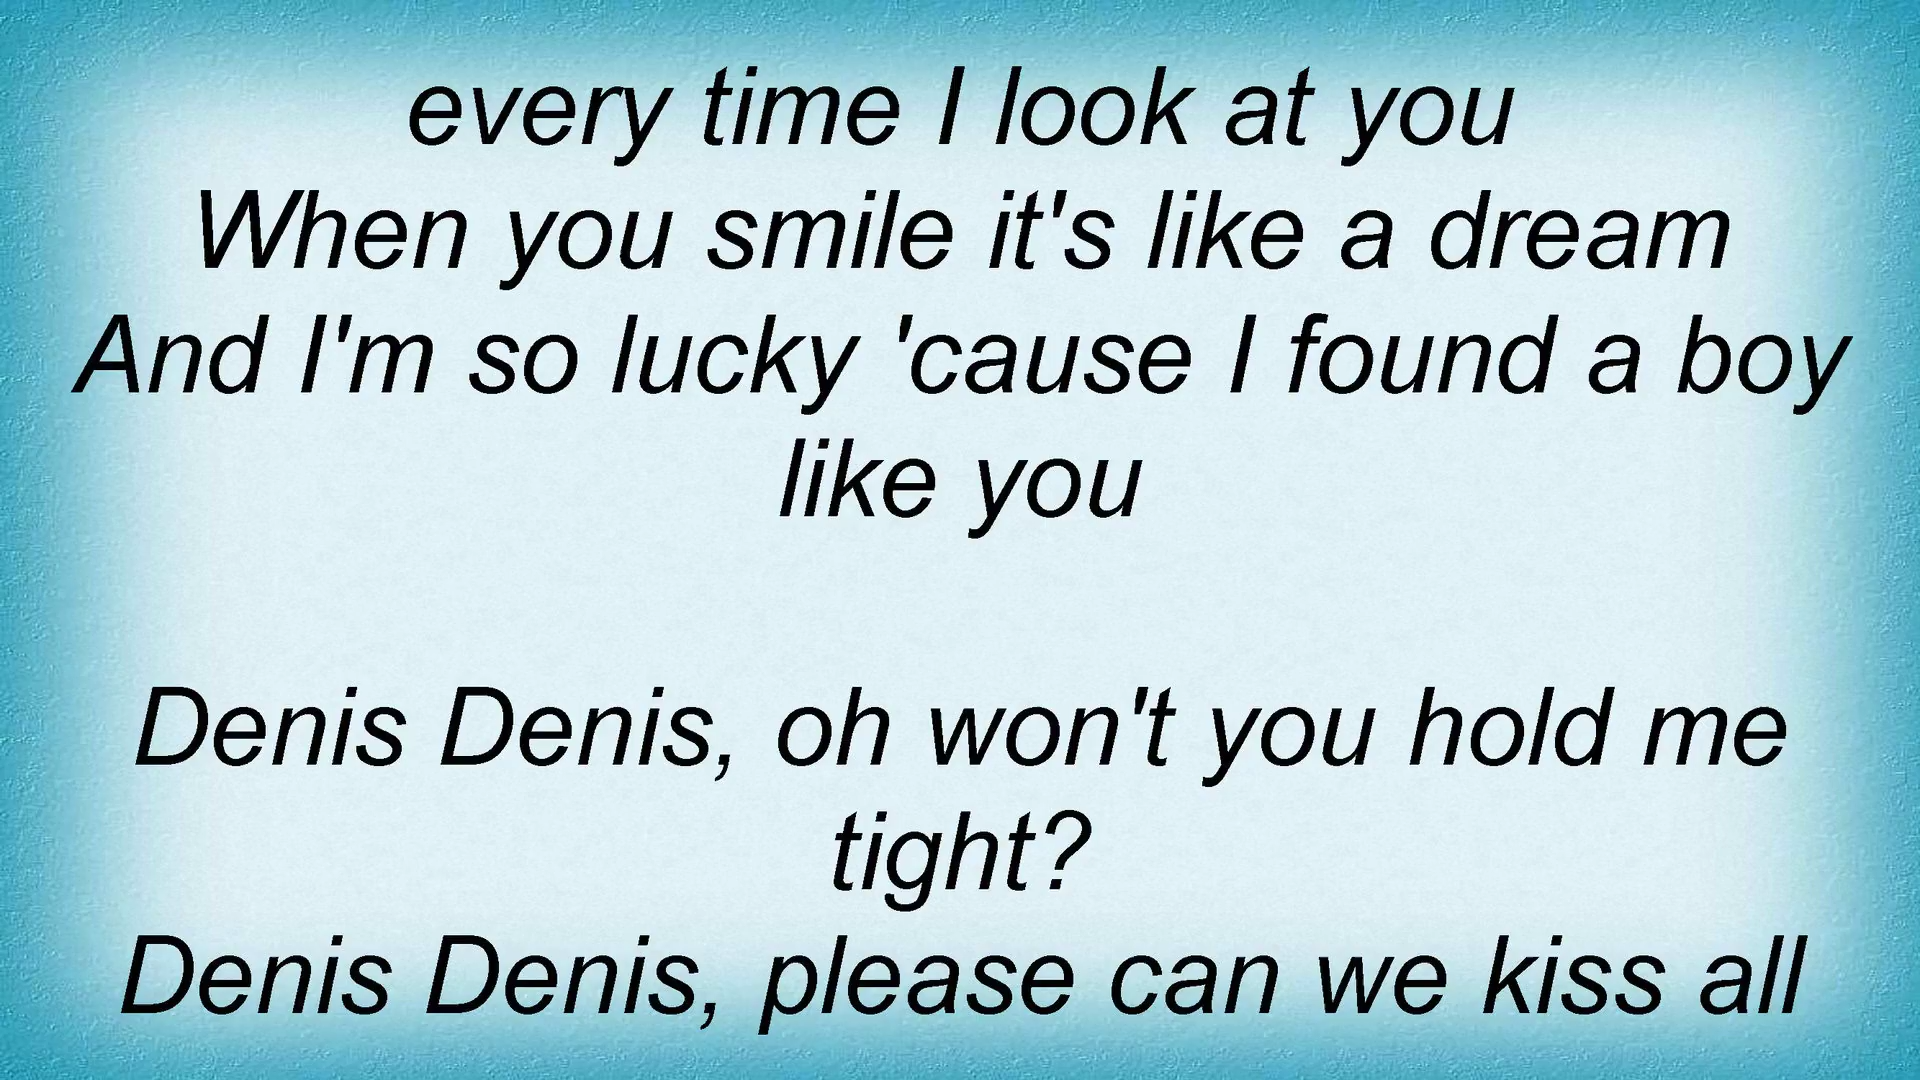 every time I look at you
When you smile it's like a dream
And I'm so lucky 'cause I found a boy
like you
Denis Denis, oh won't you hold me
tight?
Denis Denis, please can we kiss all